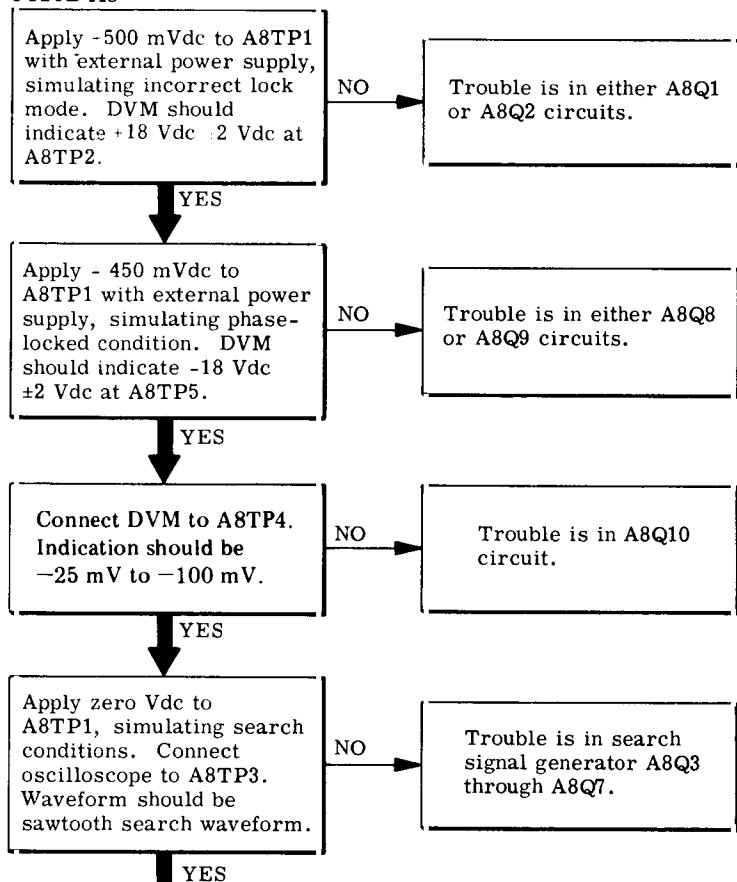 Apply -500 mVdc to A8TP1
with external power supply,
simulating incorrect lock
mode. DVM should
indicate +18 Vdc 2 Vdc at
A8TP2.
NO
Trouble is in either A8Q1
or A8Q2 circuits.
YES
Apply - 450 mVdc to
A8TP1 with external power
supply, simulating phase-
locked condition. DVM
should indicate -18 Vdc
±2 Vdc at A8TP5.
NO
Trouble is in either A8Q8
or A8Q9 circuits.
YES
Connect DVM to A8TP4.
Indication should be
−25 mV to −100 mV.
NO
Trouble is in A8Q10
circuit.
YES
Apply zero Vdc to
A8TP1, simulating search
conditions. Connect
oscilloscope to A8TP3.
Waveform should be
sawtooth search waveform.
NO
Trouble is in search
signal generator A8Q3
through A8Q7.
YES